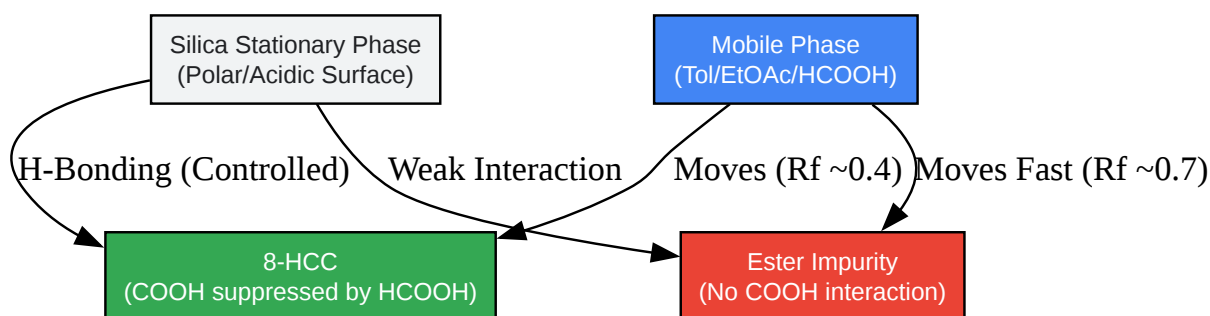 Silica Stationary Phase
(Polar/Acidic Surface)
Mobile Phase
(Tol/EtOAc/HCOOH)
H-Bonding (Controlled)
Weak Interaction
Moves (Rf ~0.4)
Moves Fast (Rf ~0.7)
8-HCC
(COOH suppressed by HCOOH)
Ester Impurity
(No COOH interaction)